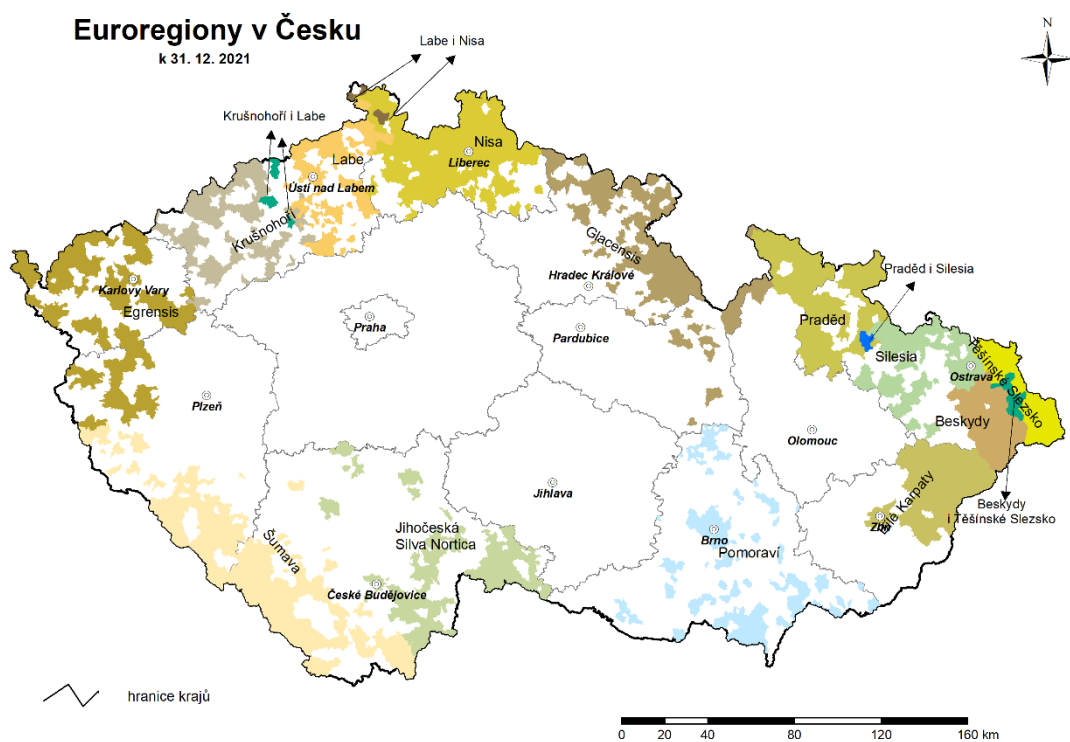 Euroregiony v Česku
k 31. 12. 2021
N
Labe i Nisa
Krušnohoří i Labe
Labe
Nisa
Liberec
Ústí nad Labem
Krušnohoří
Glacensis
Hradec Králové
Praděd i Silesia
Karlovy Vary
Egrensis
Praha
Pardubice
Praděd
Silesia
Těšínské Slezsko
Ostrava
Plzeň
Beskydy
Olomouc
Jihlava
Bílé Karpaty
Zlín
Beskydy
i Těšínské Slezsko
Jihočeská
Silva Nortica
Brno
Pomoraví
Šumava
České Budějovice
hranice krajů
0 20 40 80 120 160 km